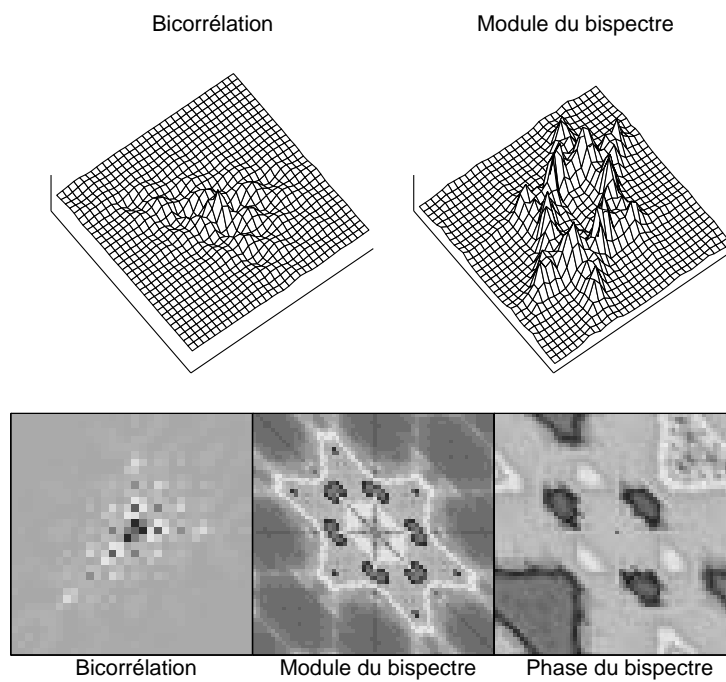 Bicorrélation
Module du bispectre
Bicorrélation
Module du bispectre
Phase du bispectre